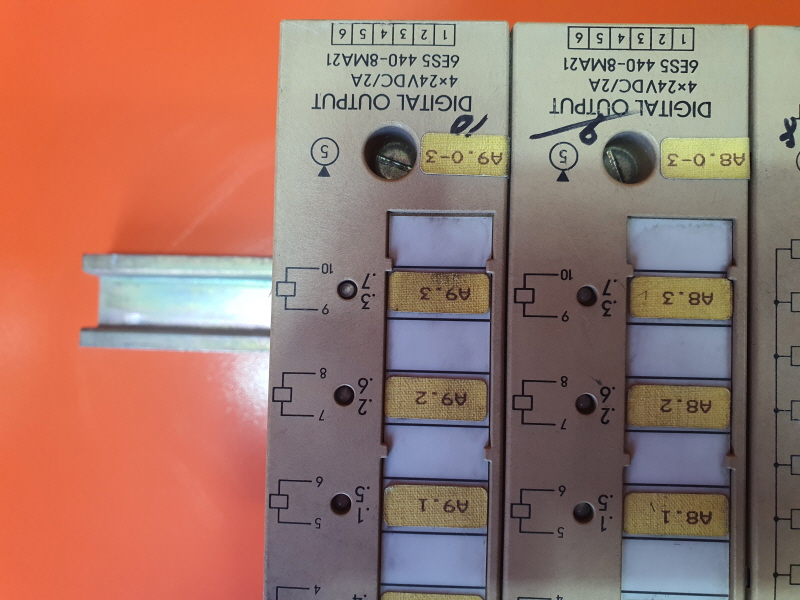 4
A8.1
.1
.5
5
6
A8.2
.2
.6
7
8
A8.3
.3
.7
9
10
A8.0-3
5
9
DIGITAL OUTPUT
4×24VDC/2A
6ES5 440-8MA21
1 2 3 4 5 6
4
A9.1
.1
.5
5
6
A9.2
.2
.6
7
8
A9.3
.3
.7
9
10
A9.0-3
5
10
DIGITAL OUTPUT
4×24VDC/2A
6ES5 440-8MA21
1 2 3 4 5 6